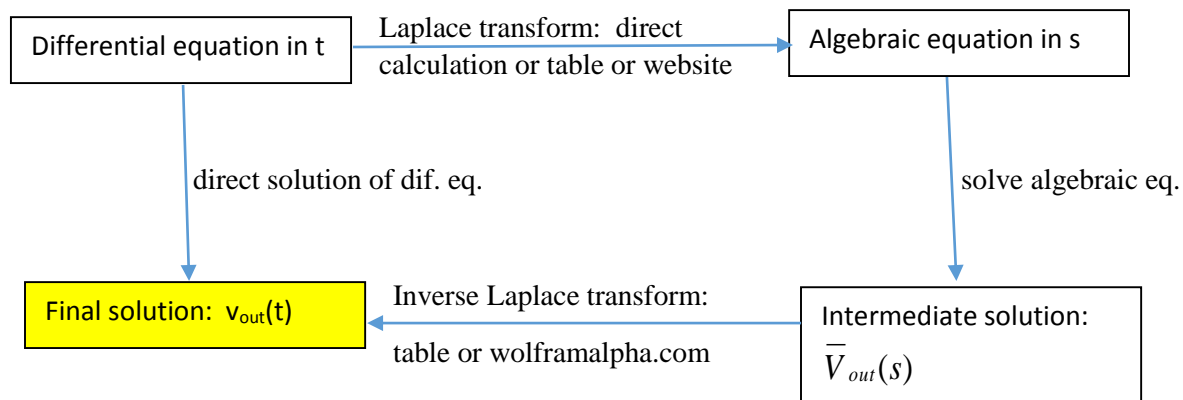 Differential equation in t
Laplace transform: direct
calculation or table or website
Algebraic equation in s
direct solution of dif. eq.
solve algebraic eq.
Final solution: vout(t)
Inverse Laplace transform:
table or wolframalpha.com
Intermediate solution:
V̅out(s)